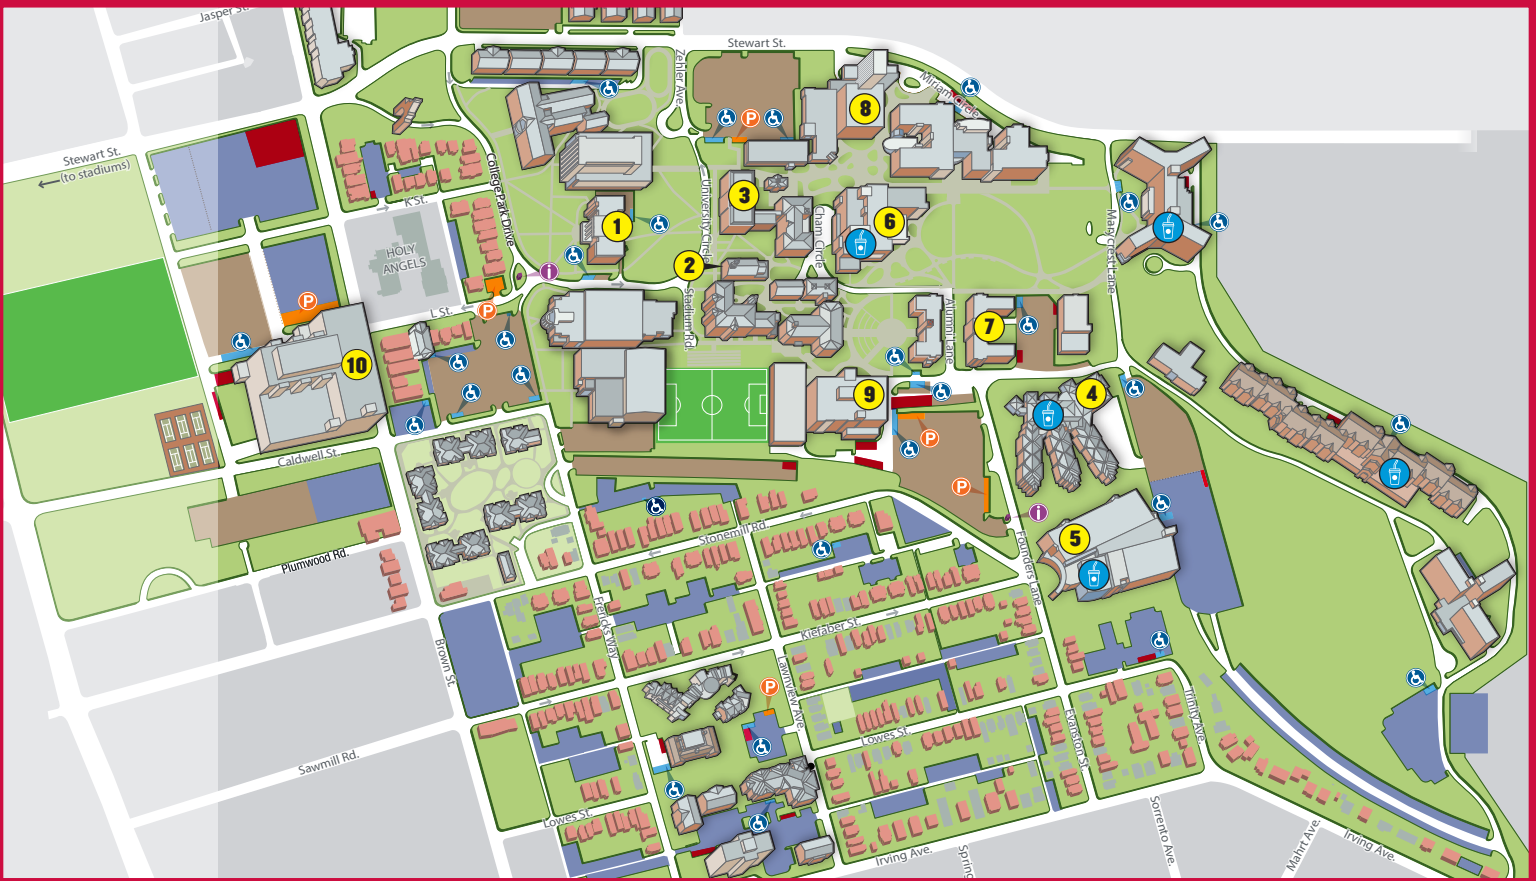 Jasper St.
Stewart St.
Zehler Ave.
Miriam Circle
8
P
Stewart St.
(to stadiums)
College Park Drive
K St.
3
University Circle
Cham Circle
6
1
HOLY
ANGELS
Marycrest Lane
2
i
P
L St.
P
Stadium Rd.
Alumni Lane
7
10
4
9
P
Caldwell St.
P
i
Stonemill Rd.
5
Plumwood Rd.
Founders Lane
Frericks Way
Kiefaber St.
Brown St.
Lawnview Ave.
P
Trinity Ave.
Evanston St.
Lowes St.
Sawmill Rd.
Lowes St.
Sorrento Ave.
Mahrt Ave.
Irving Ave.
Irving Ave.
Spring